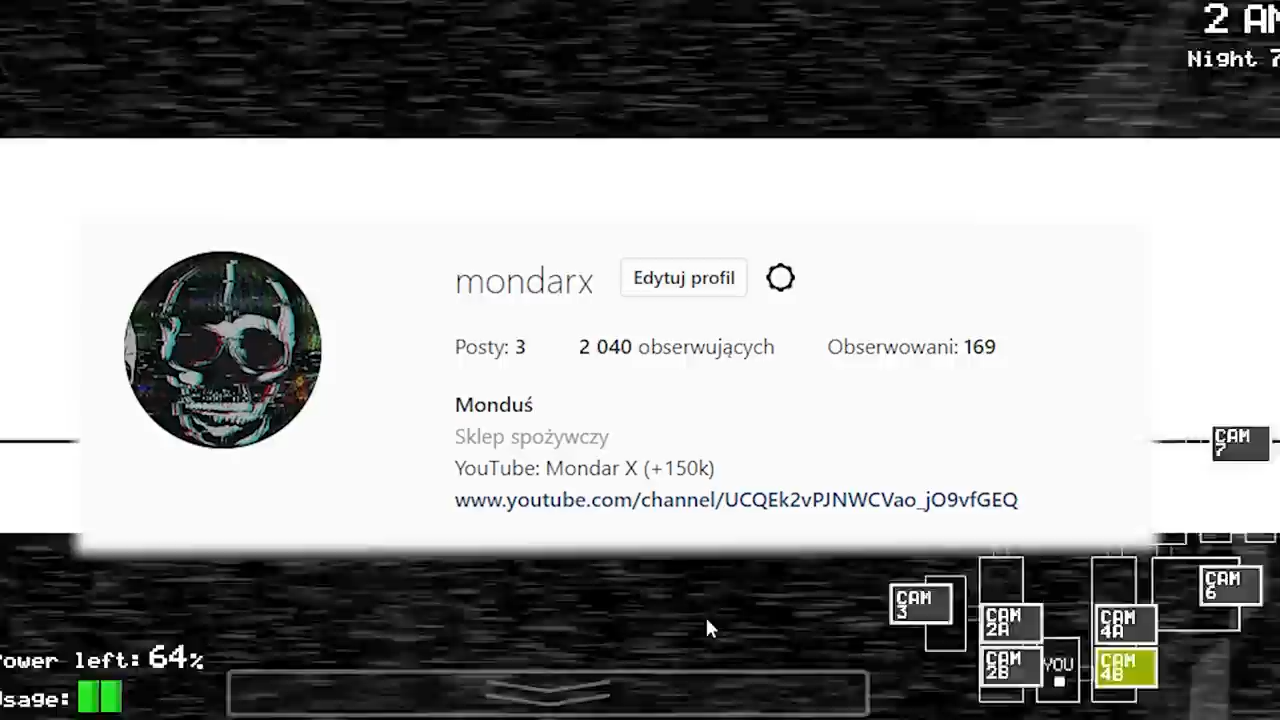 2 AM
Night 7
mondarx Edytuj profil
Posty: 3 2 040 obserwujących Obserwowani: 169
Monduś
Sklep spożywczy
YouTube: Mondar X (+150k)
www.youtube.com/channel/UCQEk2vPJNWCVao_jO9vfGEQ
CAM 7
CAM 6
CAM 3
CAM 2A
CAM 4A
CAM 2B
YOU
CAM 4B
Power left: 64%
Usage: